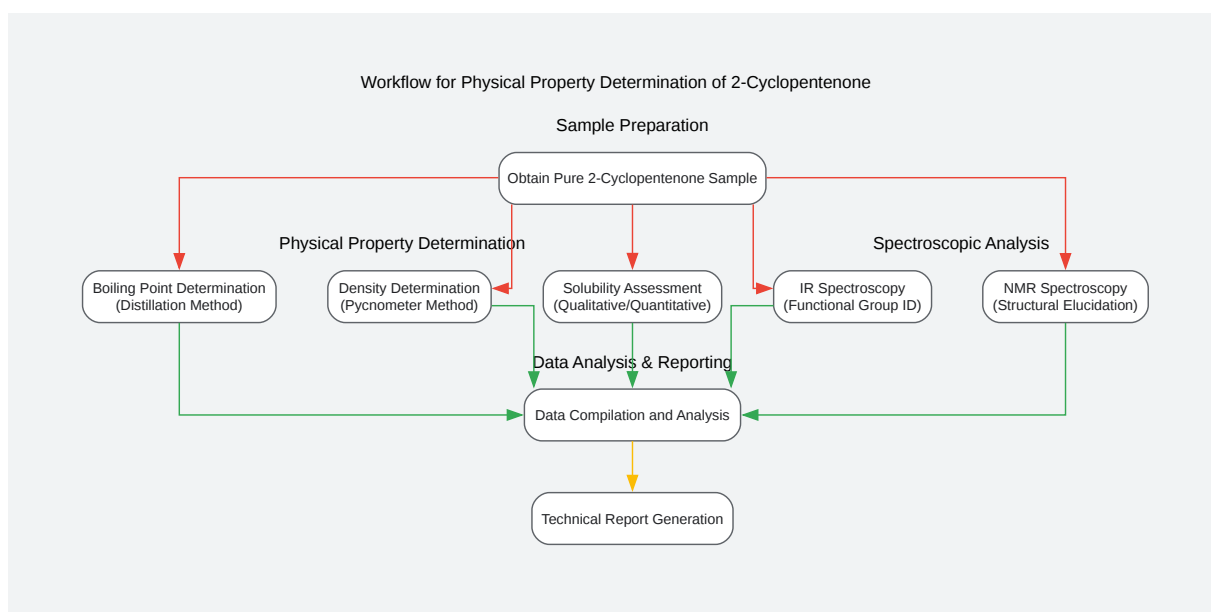 Workflow for Physical Property Determination of 2-Cyclopentenone
Sample Preparation
Obtain Pure 2-Cyclopentenone Sample
Physical Property Determination
Spectroscopic Analysis
Boiling Point Determination
(Distillation Method)
Density Determination
(Pycnometer Method)
Solubility Assessment
(Qualitative/Quantitative)
IR Spectroscopy
(Functional Group ID)
NMR Spectroscopy
(Structural Elucidation)
Data Analysis & Reporting
Data Compilation and Analysis
Technical Report Generation